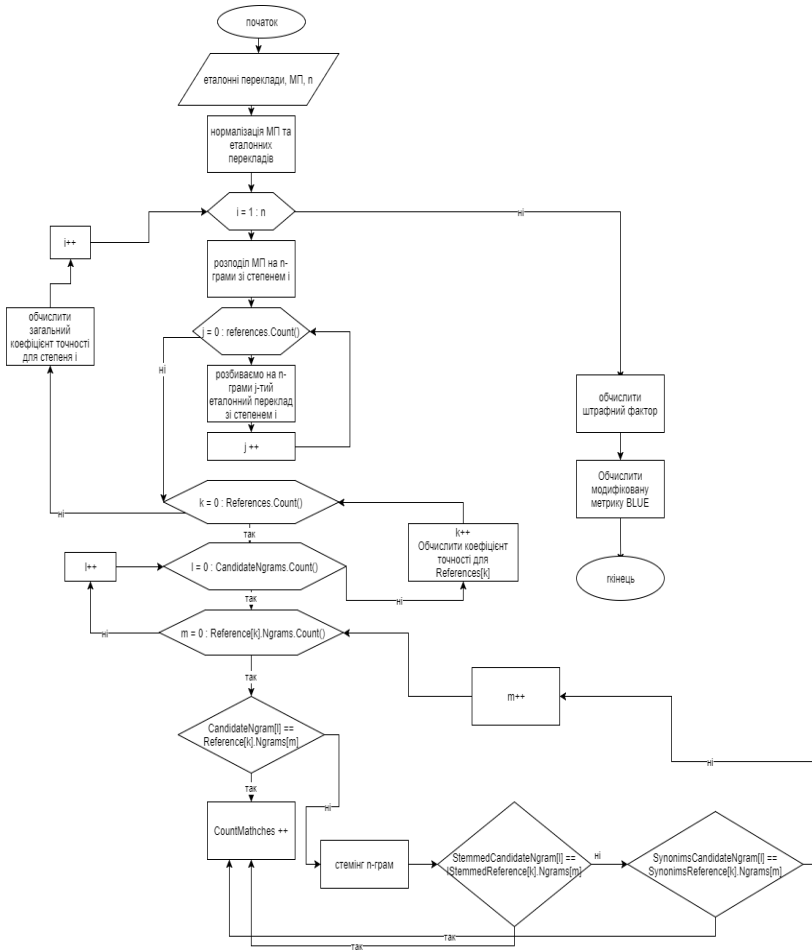 початок
еталонні переклади, МП, n
нормалізація МП та
еталонних
перекладів
i = 1 : n
ні
i++
розподіл МП на n-
грами зі степенем i
обчислити
загальний
коефіцієнт точності
для степеня i
j = 0 : references.Count()
ні
розбиваємо на n-
грами j-тий
еталонний переклад
зі степенем i
j ++
обчислити
штрафний фактор
Обчислити
модифіковану
метрику BLUE
гкінець
k = 0 : References.Count()
ні
так
k++
Обчислити коефіцієнт
точності для
References[k]
l++
l = 0 : CandidateNgrams.Count()
ні
так
m = 0 : Reference[k].Ngrams.Count()
ні
так
m++
CandidateNgram[l] ==
Reference[k].Ngrams[m]
ні
так
ні
CountMathches ++
стемінг n-грам
StemmedCandidateNgram[l] ==
lStemmedReference[k].Ngrams[m]
ні
SynonimsCandidateNgram[l] ==
SynonimsReference[k].Ngrams[m]
так
так